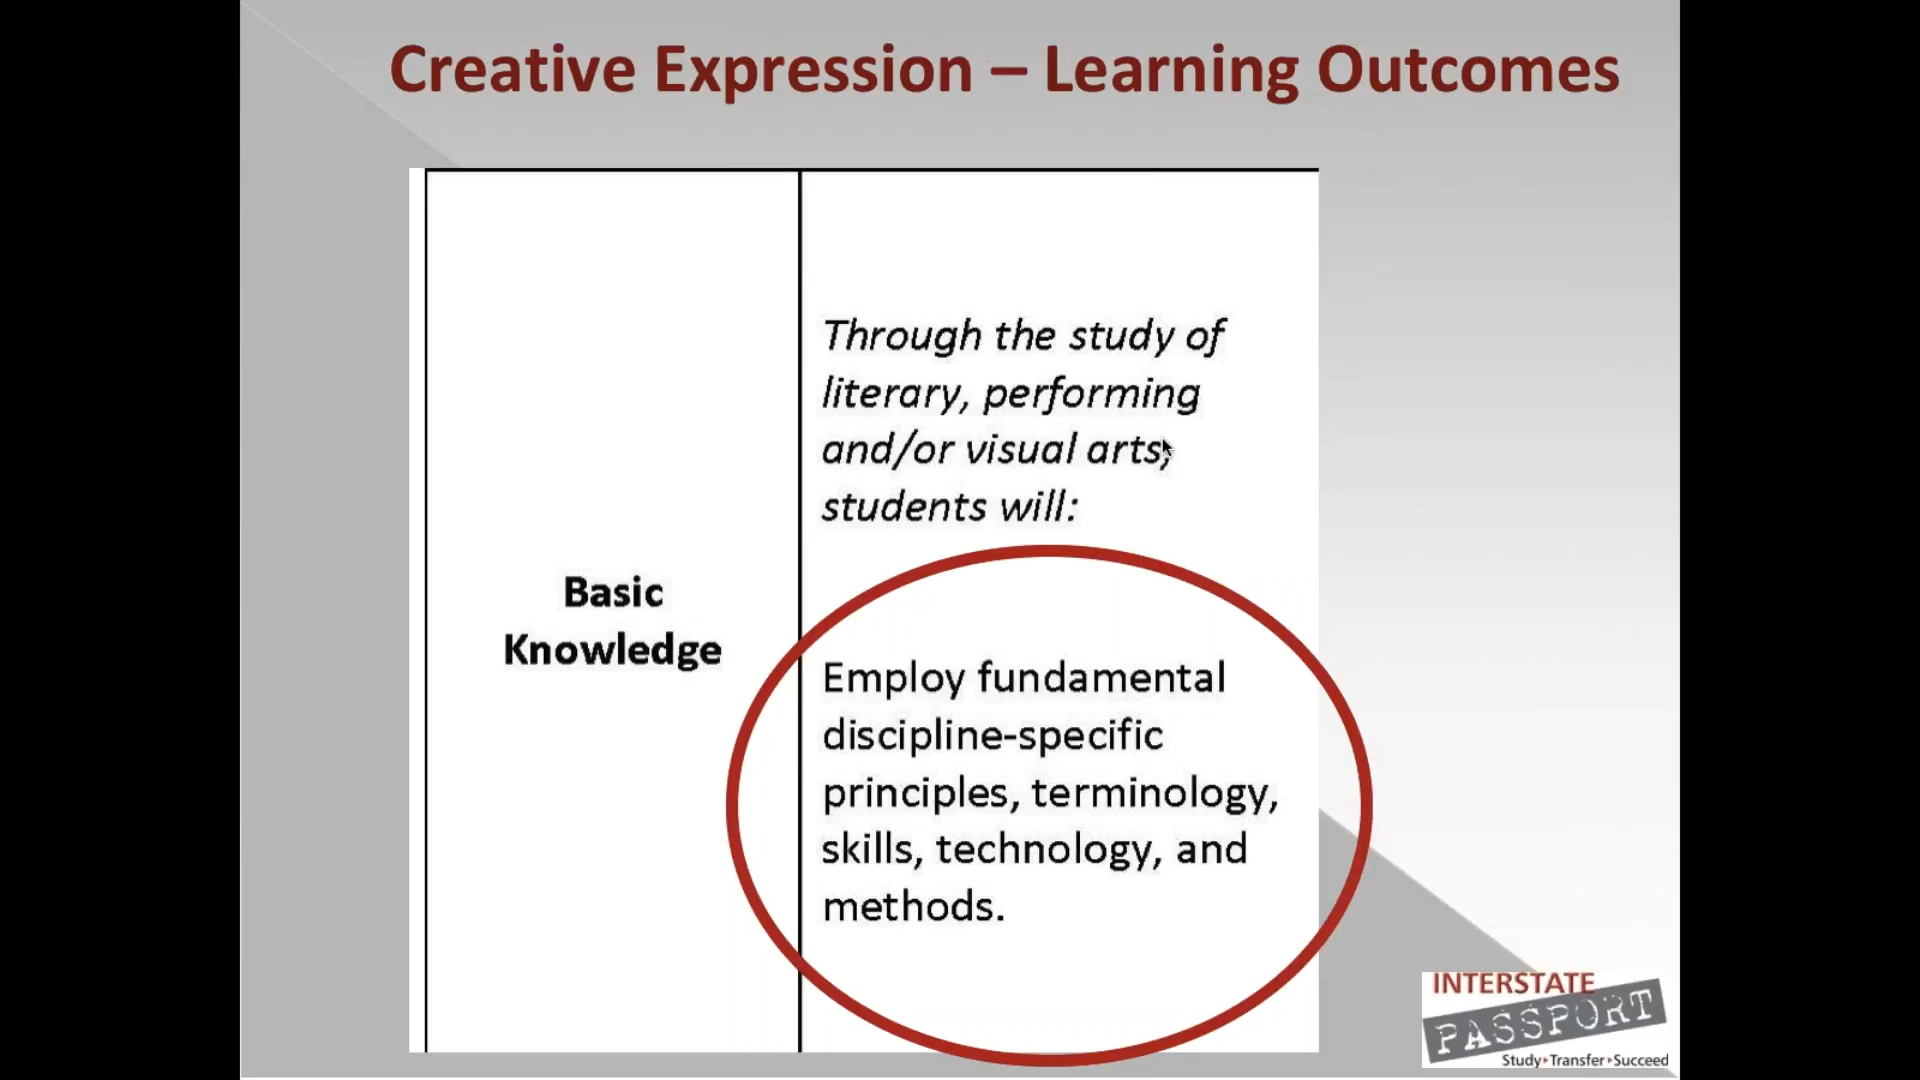 Creative Expression – Learning Outcomes
Through the study of
literary, performing
and/or visual arts,
students will:
Basic
Knowledge
Employ fundamental
discipline-specific
principles, terminology,
skills, technology, and
methods.
INTERSTATE
PASSPORT
Study▸Transfer▸Succeed